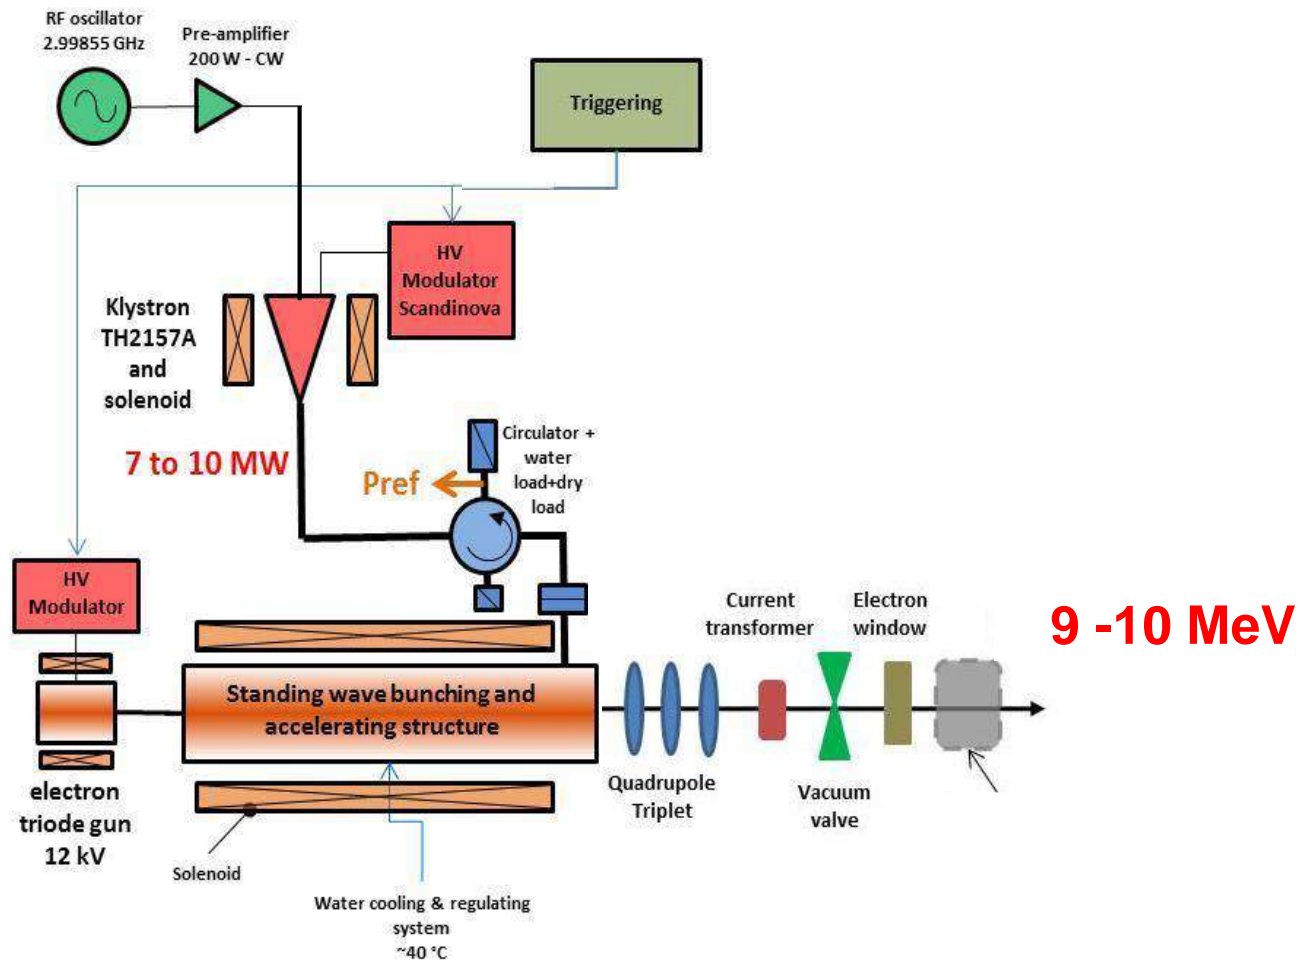 RF oscillator
2.99855 GHz
Pre-amplifier
200 W - CW
Triggering
HV
Modulator
Scandinova
Klystron
TH2157A
and
solenoid
7 to 10 MW
Pref
Circulator +
water
load+dry
load
HV
Modulator
Current
transformer
Electron
window
9 -10 MeV
Standing wave bunching and
accelerating structure
electron
triode gun
12 kV
Quadrupole
Triplet
Vacuum
valve
Solenoid
Water cooling & regulating
system
~40 °C